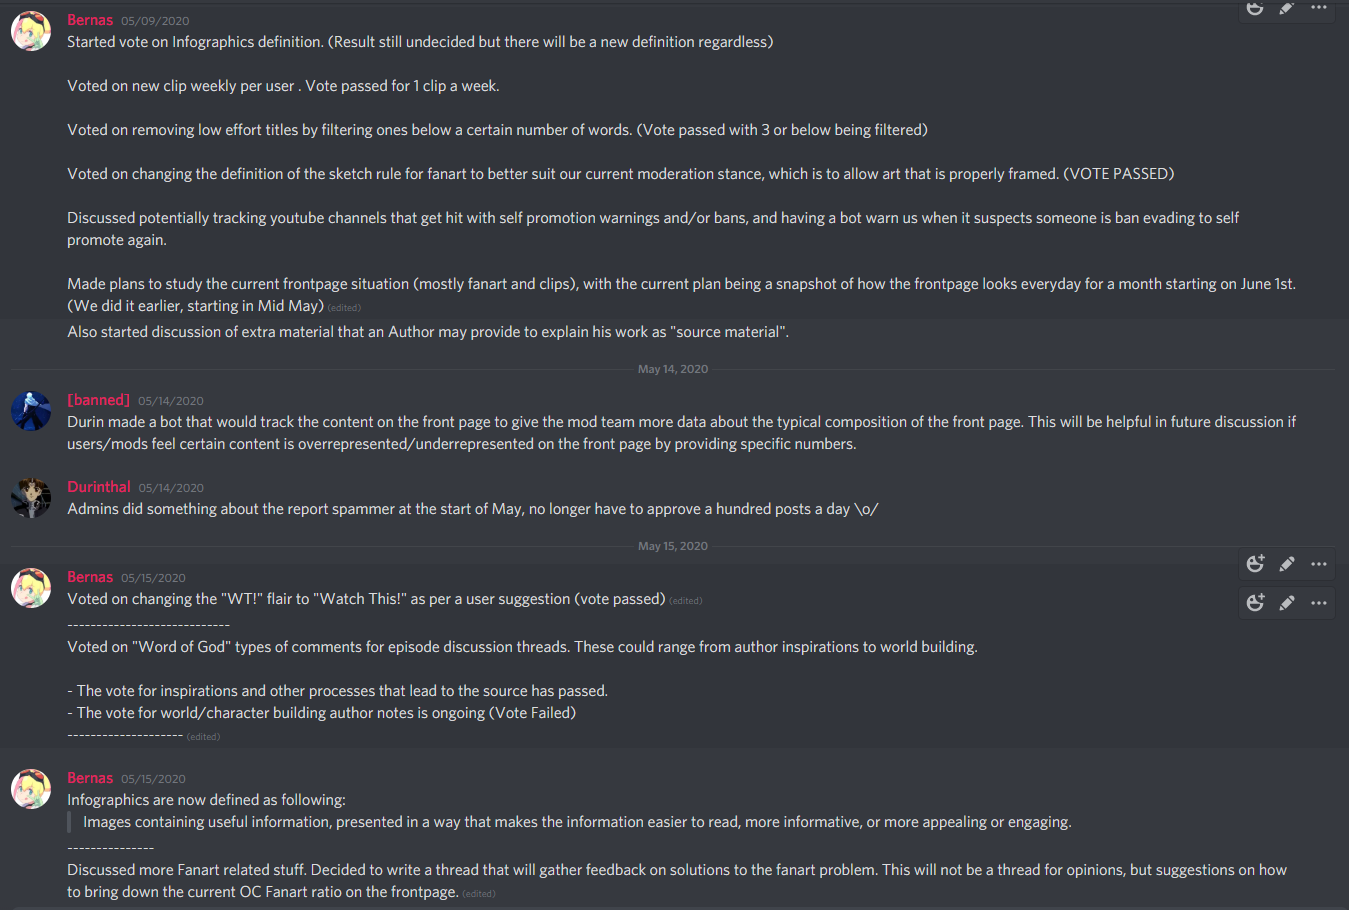 Bernas 05/09/2020
Started vote on Infographics definition. (Result still undecided but there will be a new definition regardless)
Voted on new clip weekly per user . Vote passed for 1 clip a week.
Voted on removing low effort titles by filtering ones below a certain number of words. (Vote passed with 3 or below being filtered)
Voted on changing the definition of the sketch rule for fanart to better suit our current moderation stance, which is to allow art that is properly framed. (VOTE PASSED)
Discussed potentially tracking youtube channels that get hit with self promotion warnings and/or bans, and having a bot warn us when it suspects someone is ban evading to self
promote again.
Made plans to study the current frontpage situation (mostly fanart and clips), with the current plan being a snapshot of how the frontpage looks everyday for a month starting on June 1st.
(We did it earlier, starting in Mid May) (edited)
Also started discussion of extra material that an Author may provide to explain his work as "source material".
May 14, 2020
[banned] 05/14/2020
Durin made a bot that would track the content on the front page to give the mod team more data about the typical composition of the front page. This will be helpful in future discussion if
users/mods feel certain content is overrepresented/underrepresented on the front page by providing specific numbers.
Durinthal 05/14/2020
Admins did something about the report spammer at the start of May, no longer have to approve a hundred posts a day \o/
May 15, 2020
Bernas 05/15/2020
Voted on changing the "WT!" flair to "Watch This!" as per a user suggestion (vote passed) (edited)
----------------------------
Voted on "Word of God" types of comments for episode discussion threads. These could range from author inspirations to world building.
- The vote for inspirations and other processes that lead to the source has passed.
- The vote for world/character building author notes is ongoing (Vote Failed)
-------------------- (edited)
Bernas 05/15/2020
Infographics are now defined as following:
Images containing useful information, presented in a way that makes the information easier to read, more informative, or more appealing or engaging.
---------------
Discussed more Fanart related stuff. Decided to write a thread that will gather feedback on solutions to the fanart problem. This will not be a thread for opinions, but suggestions on how
to bring down the current OC Fanart ratio on the frontpage. (edited)